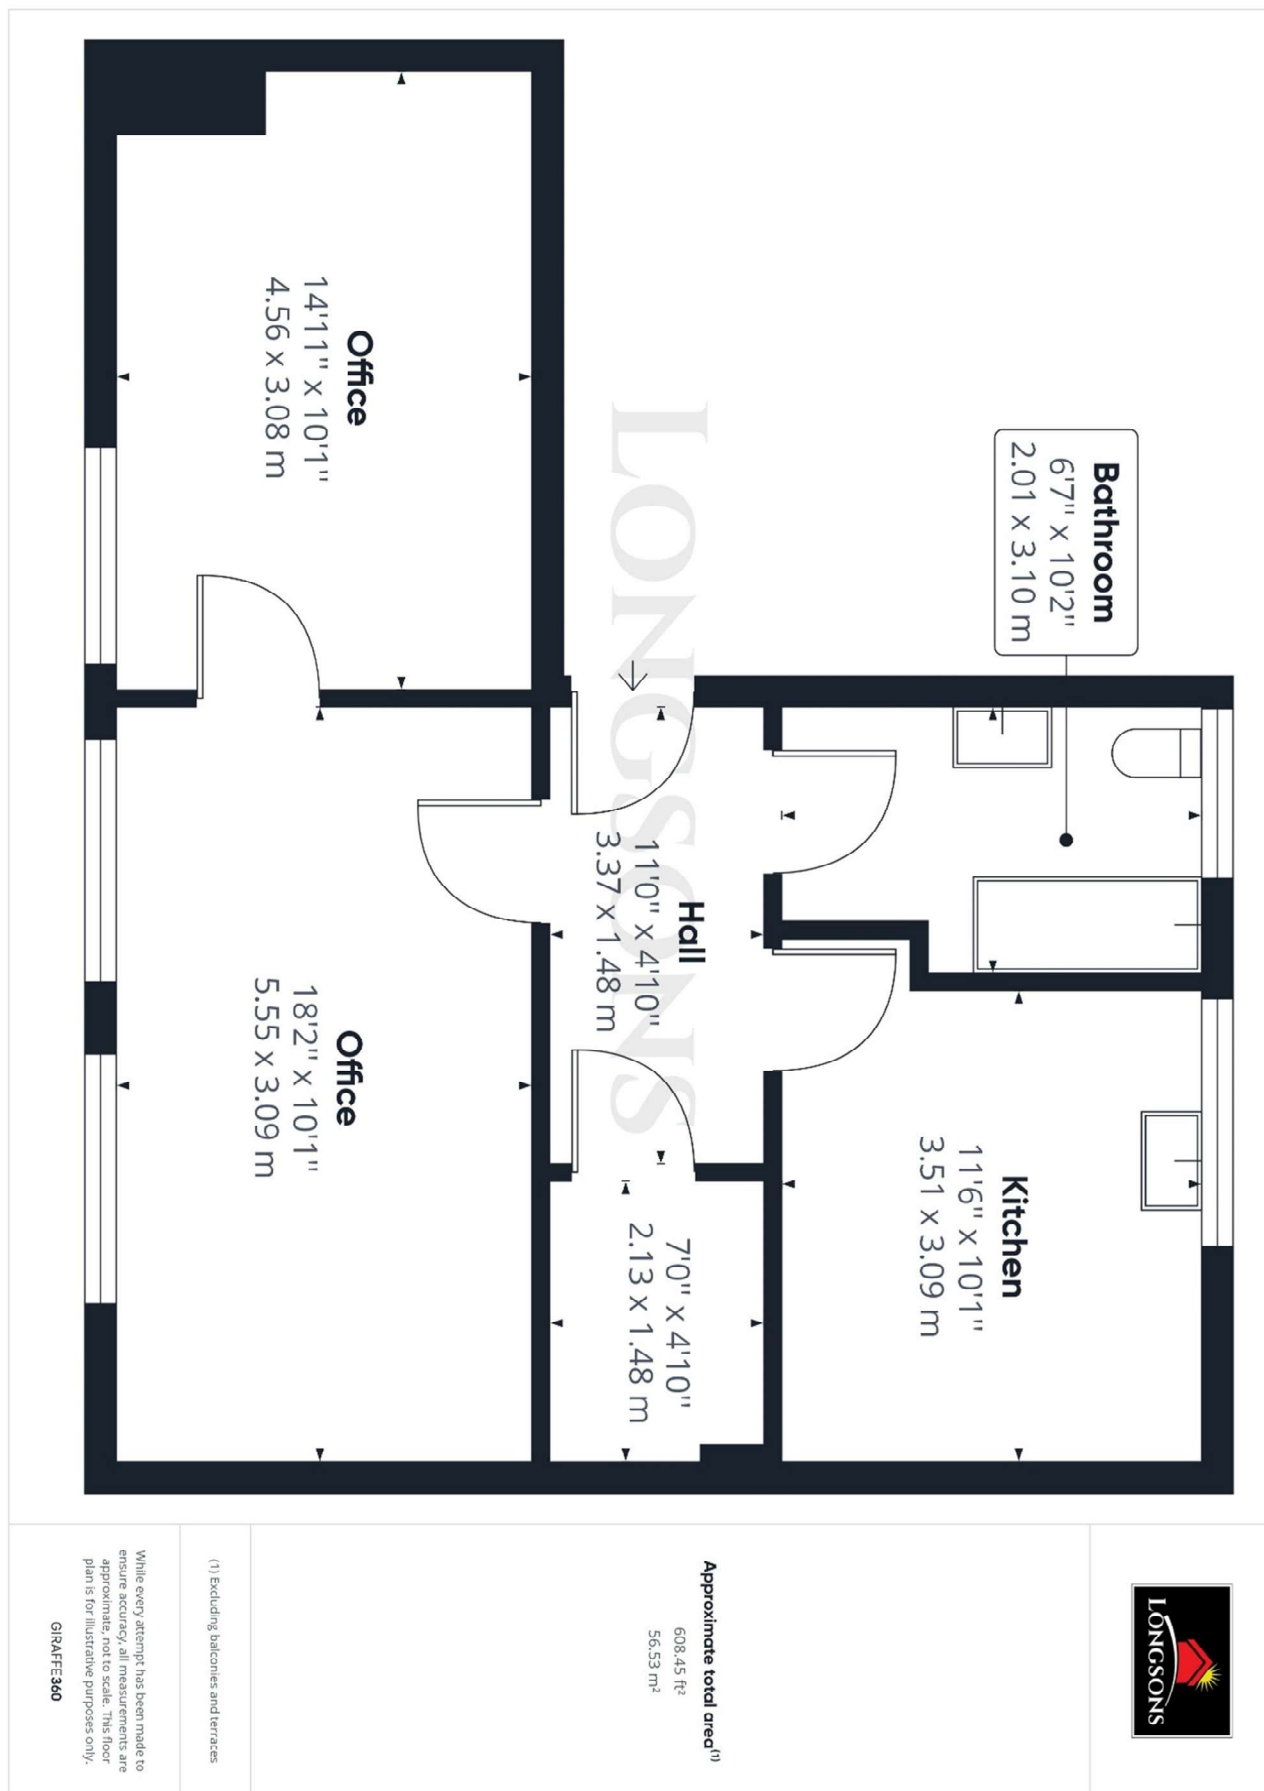 Bathroom
6'7" x 10'2"
2.01 x 3.10 m
Kitchen
11'6" x 10'1"
3.51 x 3.09 m
Hall
11'0" x 4'10"
3.37 x 1.48 m
7'0" x 4'10"
2.13 x 1.48 m
LONGSONS
Office
14'11" x 10'1"
4.56 x 3.08 m
Office
18'2" x 10'1"
5.55 x 3.09 m
LONGSONS
Approximate total area(1)
608.45 ft²
56.53 m²
(1) Excluding balconies and terraces
While every attempt has been made to
ensure accuracy, all measurements are
approximate, not to scale. This floor
plan is for illustrative purposes only.
GIRAFFE360